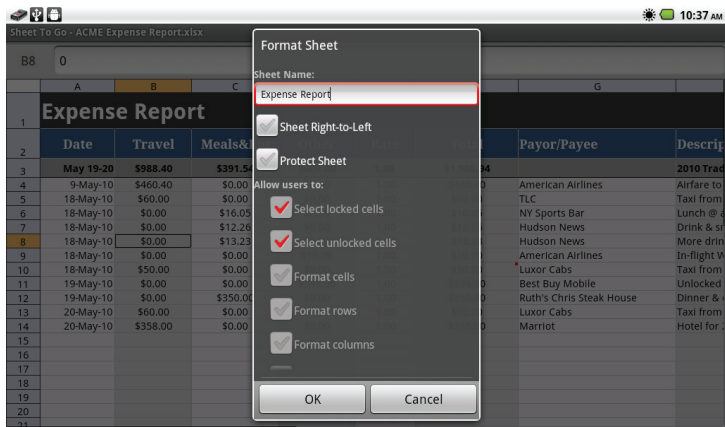 10:37 AM
Sheet To Go - ACME Expense Report.xlsx
B8 0
A B C G
1 Expense Report
2 Date Travel Meals& Payor/Payee
3 May 19-20 $988.40 $391.54 2010
4 9-May-10 $460.40 $0.00 American Airlines Airfare to
5 18-May-10 $60.00 $0.00 TLC Taxi from
6 18-May-10 $0.00 $16.05 NY Sports Bar Lunch @
7 18-May-10 $0.00 $12.26 Hudson News Drink &
8 18-May-10 $0.00 $13.23 Hudson News More
9 18-May-10 $0.00 $0.00 American Airlines In-flight
10 18-May-10 $50.00 $0.00 Luxor Cabs Taxi from
11 19-May-10 $0.00 $0.00 Best Buy Mobile Unlocked
12 19-May-10 $0.00 $350.00 Ruth's Chris Steak House Dinner &
13 20-May-10 $60.00 $0.00 Luxor Cabs Taxi from
14 20-May-10 $358.00 $0.00 Marriot Hotel for
15
16
17
18
19
20
21
Format Sheet
Sheet Name:
Expense Report
Sheet Right-to-Left
Protect Sheet
Allow users to:
Select locked cells
Select unlocked cells
Format cells
Format rows
Format columns
OK Cancel